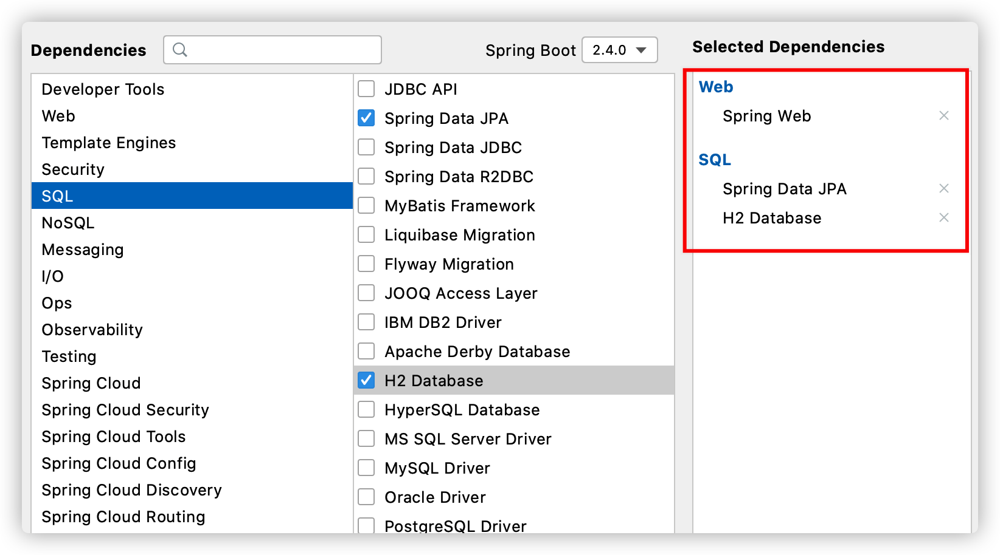 Dependencies
Spring Boot 2.4.0
Developer Tools
Web
Template Engines
Security
SQL
NoSQL
Messaging
I/O
Ops
Observability
Testing
Spring Cloud
Spring Cloud Security
Spring Cloud Tools
Spring Cloud Config
Spring Cloud Discovery
Spring Cloud Routing
JDBC API
Spring Data JPA
Spring Data JDBC
Spring Data R2DBC
MyBatis Framework
Liquibase Migration
Flyway Migration
JOOQ Access Layer
IBM DB2 Driver
Apache Derby Database
H2 Database
HyperSQL Database
MS SQL Server Driver
MySQL Driver
Oracle Driver
PostgreSQL Driver
Selected Dependencies
Web
Spring Web
SQL
Spring Data JPA
H2 Database